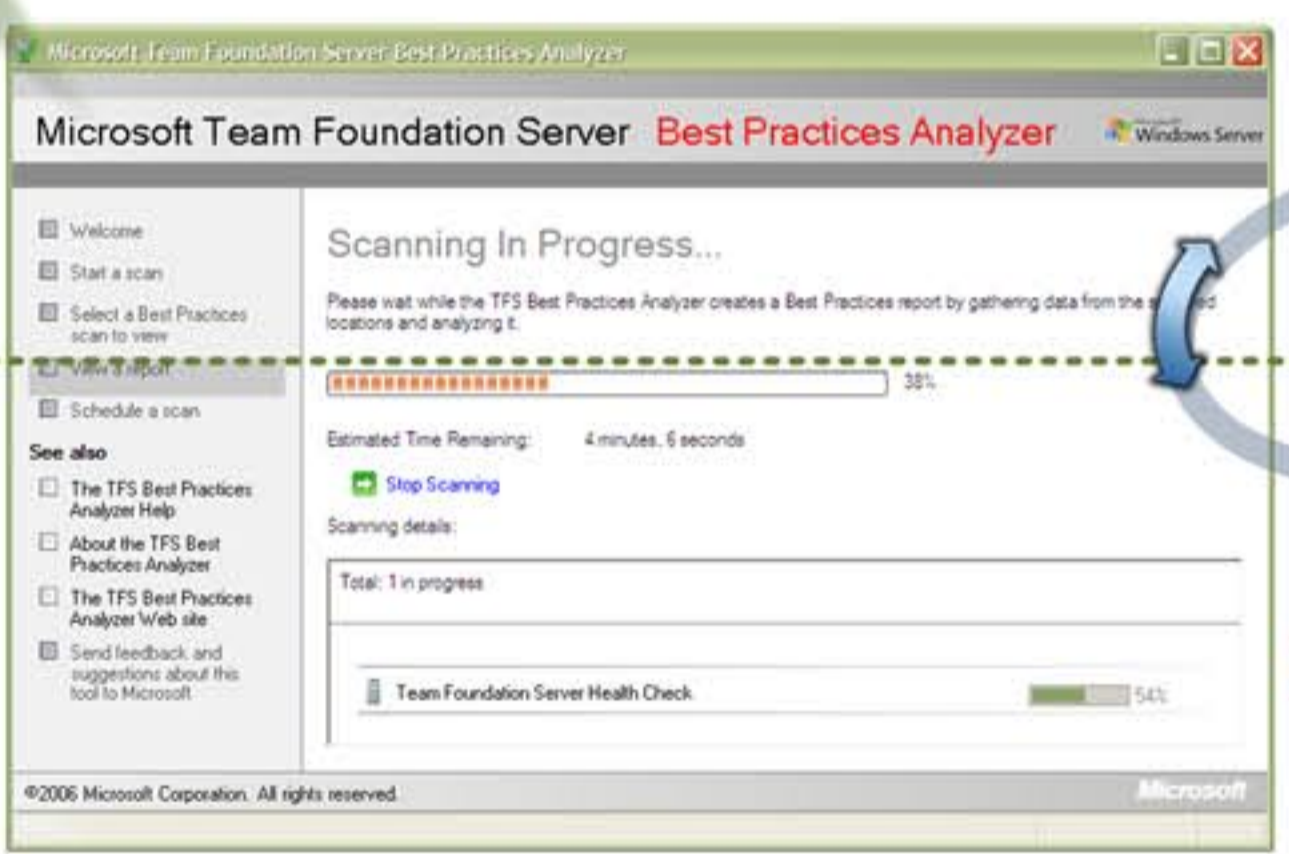 Microsoft Team Foundation Server Best Practices Analyzer
Microsoft Team Foundation Server Best Practices Analyzer
Windows Server
Welcome
Start a scan
Select a Best Practices
scan to view
View a report
Schedule a scan
See also
The TFS Best Practices
Analyzer Help
About the TFS Best
Practices Analyzer
The TFS Best Practices
Analyzer Web site
Send feedback and
suggestions about this
tool to Microsoft
Scanning In Progress...
Please wait while the TFS Best Practices Analyzer creates a Best Practices report by gathering data from the
locations and analyzing it.
38%
Estimated Time Remaining: 4 minutes, 6 seconds
Stop Scanning
Scanning details:
Total: 1 in progress
Team Foundation Server Health Check 54%
©2006 Microsoft Corporation. All rights reserved.
Microsoft